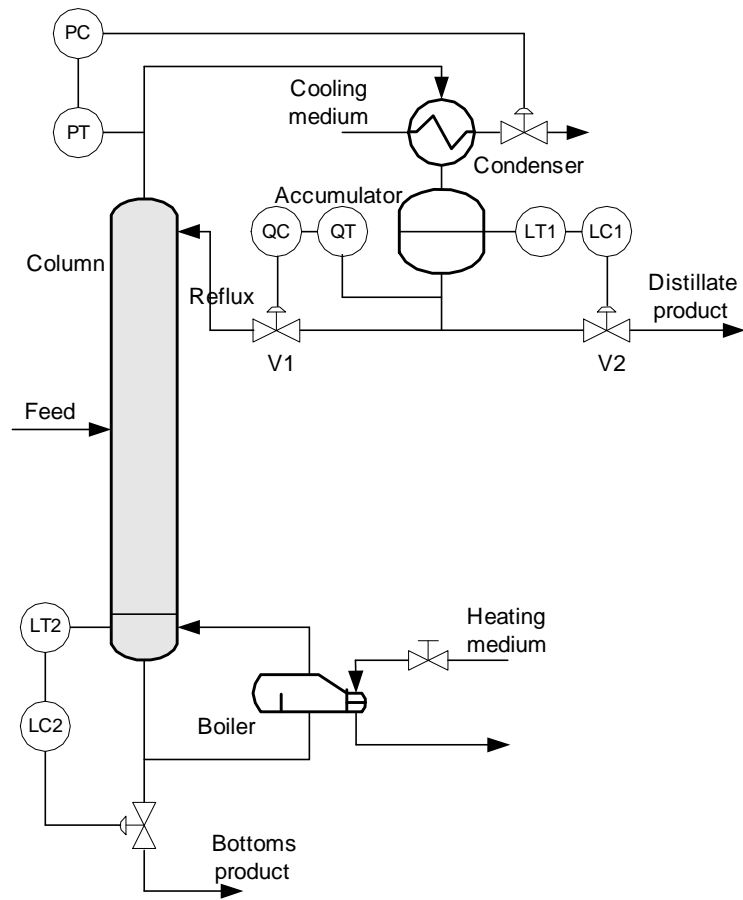 PC
Cooling
medium
PT
Condenser
Accumulator
QC
QT
LT1
LC1
Column
Reflux
Distillate
product
V1
V2
Feed
LT2
Heating
medium
LC2
Boiler
Bottoms
product